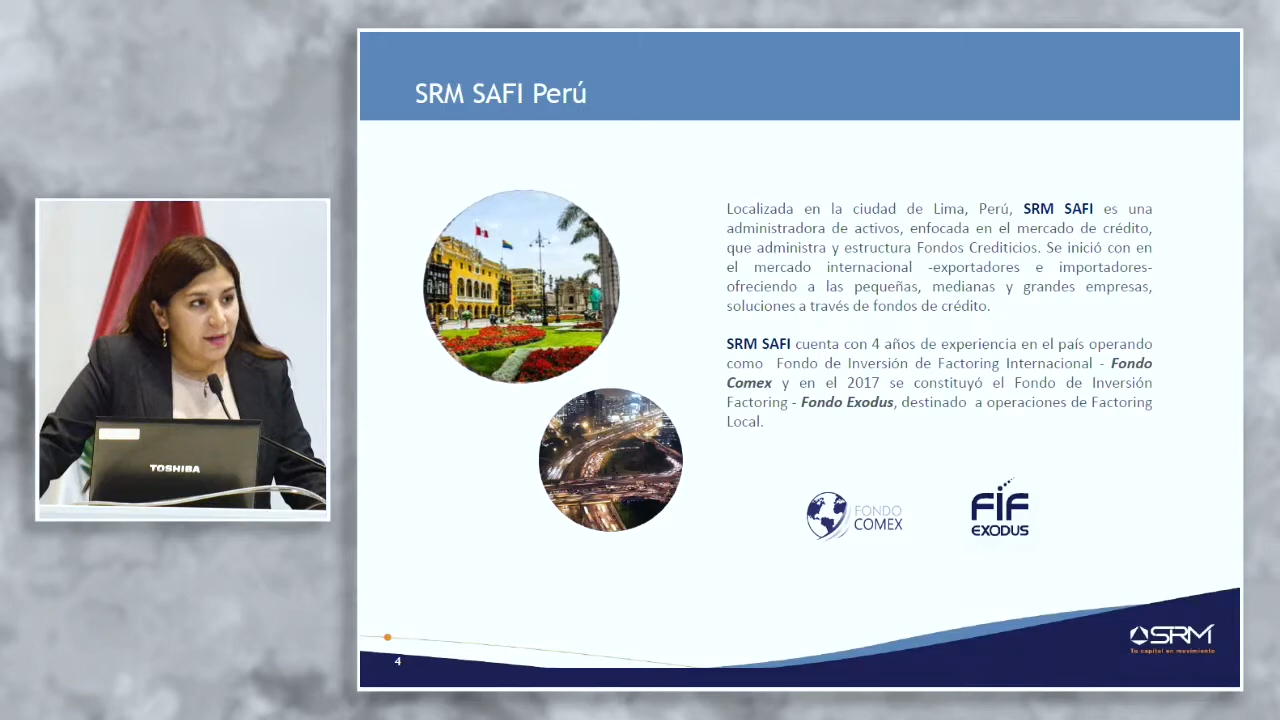 SRM SAFI Perú
Localizada en la ciudad de Lima, Perú, SRM SAFI es una
administradora de activos, enfocada en el mercado de crédito,
que administra y estructura Fondos Crediticios. Se inició con en
el mercado internacional -exportadores e importadores-
ofreciendo a las pequeñas, medianas y grandes empresas,
soluciones a través de fondos de crédito.
SRM SAFI cuenta con 4 años de experiencia en el país operando
como Fondo de Inversión de Factoring Internacional - Fondo
Comex y en el 2017 se constituyó el Fondo de Inversión
Factoring - Fondo Exodus, destinado a operaciones de Factoring
Local.
TOSHIBA
FONDO
COMEX
FIF
EXODUS
SRM
Tu capital en movimiento
4